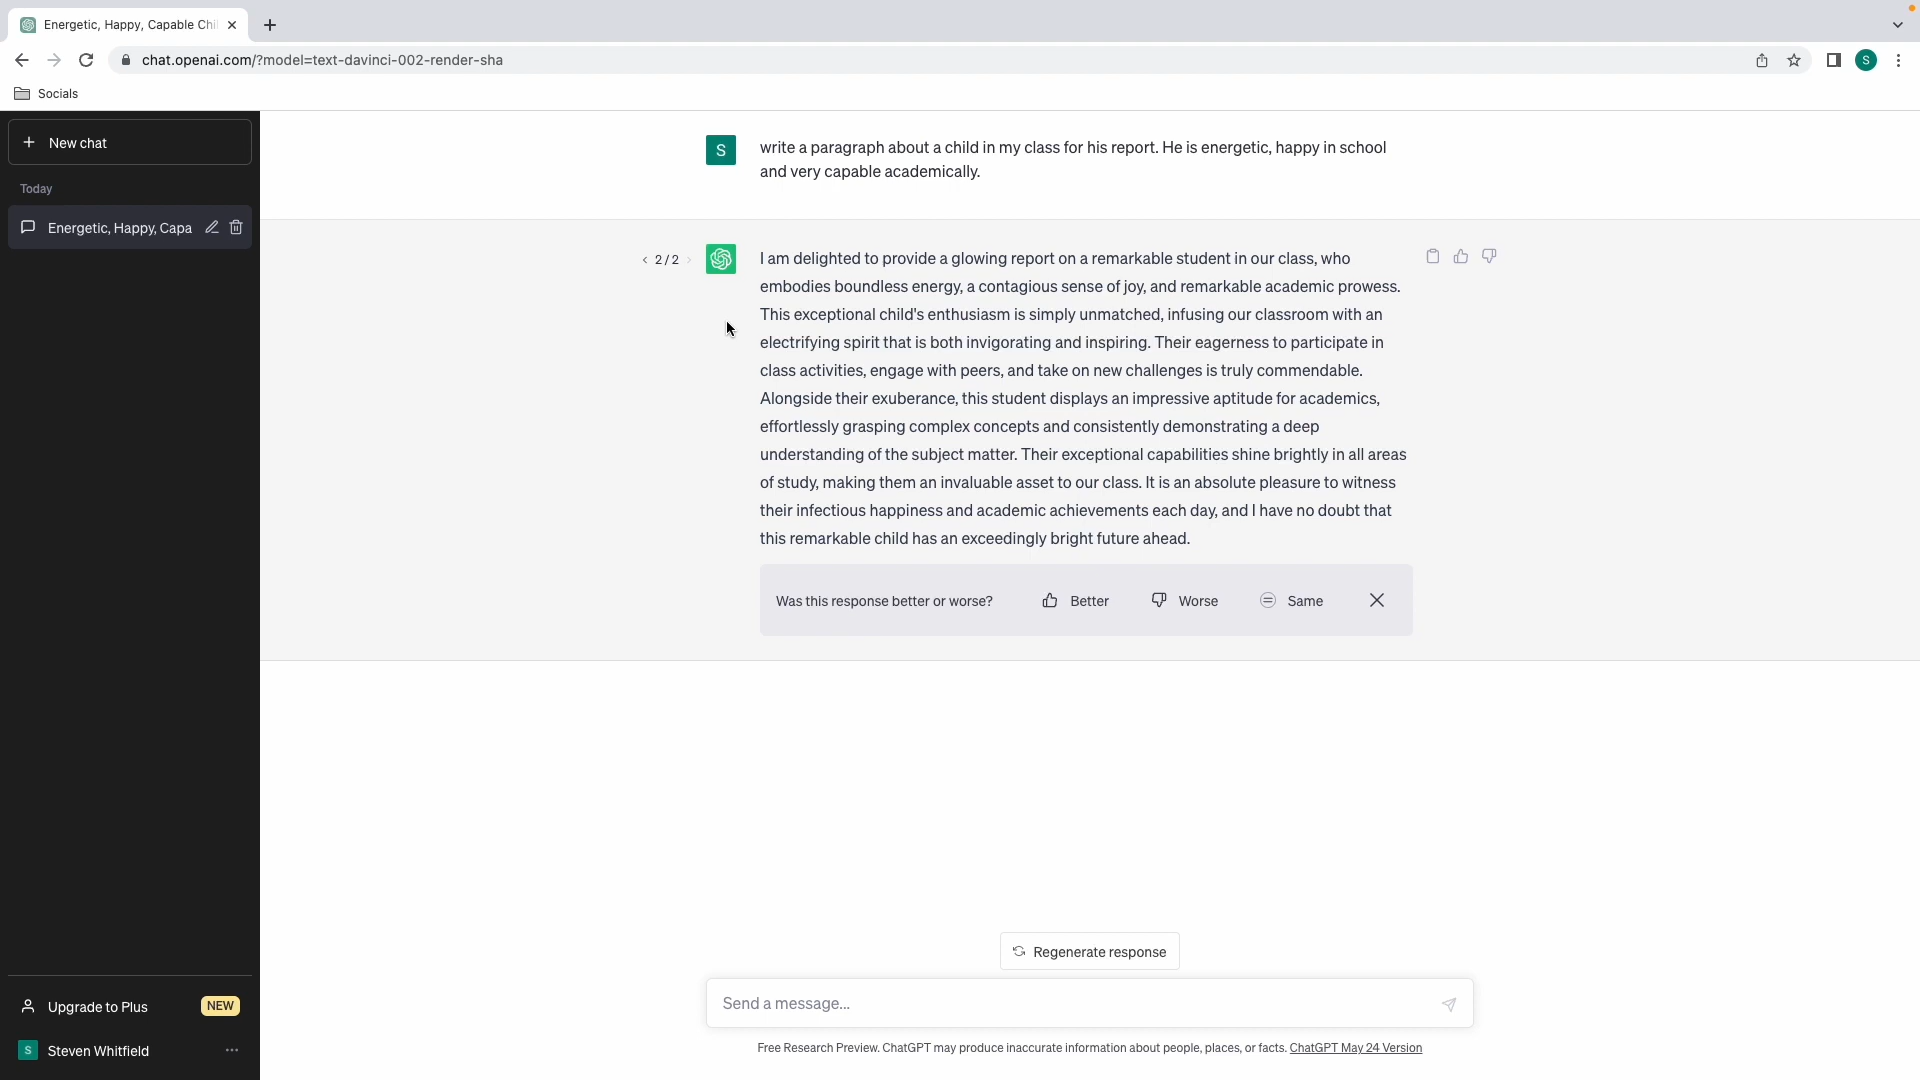 Energetic, Happy, Capable Chi
chat.openai.com/?model=text-davinci-002-render-sha
S
Socials
New chat
Today
Energetic, Happy, Capa
S
write a paragraph about a child in my class for his report. He is energetic, happy in school
and very capable academically.
2 / 2
I am delighted to provide a glowing report on a remarkable student in our class, who
embodies boundless energy, a contagious sense of joy, and remarkable academic prowess.
This exceptional child's enthusiasm is simply unmatched, infusing our classroom with an
electrifying spirit that is both invigorating and inspiring. Their eagerness to participate in
class activities, engage with peers, and take on new challenges is truly commendable.
Alongside their exuberance, this student displays an impressive aptitude for academics,
effortlessly grasping complex concepts and consistently demonstrating a deep
understanding of the subject matter. Their exceptional capabilities shine brightly in all areas
of study, making them an invaluable asset to our class. It is an absolute pleasure to witness
their infectious happiness and academic achievements each day, and I have no doubt that
this remarkable child has an exceedingly bright future ahead.
Was this response better or worse? Better Worse Same
Regenerate response
Send a message...
Free Research Preview. ChatGPT may produce inaccurate information about people, places, or facts. ChatGPT May 24 Version
Upgrade to Plus NEW
S Steven Whitfield